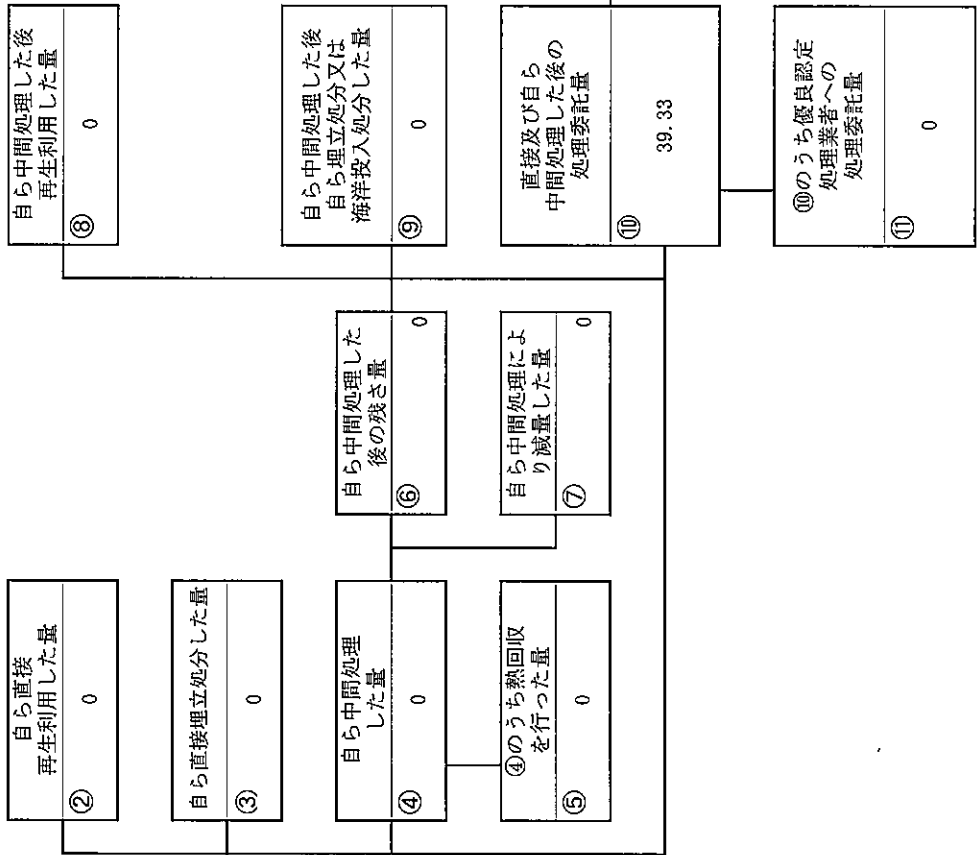 自ら直接
再生利用した量
② 0
自ら直接埋立処分した量
③ 0
自ら中間処理
した量
④ 0
④のうち熱回収
を行った量
⑤ 0
自ら中間処理した
後の残さ量
⑥ 0
自ら中間処理によ
り減量した量
⑦ 0
自ら中間処理した後
再生利用した量
⑧ 0
自ら中間処理した後
自ら埋立処分又は
海洋投入処分した量
⑨ 0
直接及び自ら
中間処理した後の
処理委託量
⑩ 39.33
⑩のうち優良認定
処理業者への
処理委託量
⑪ 0